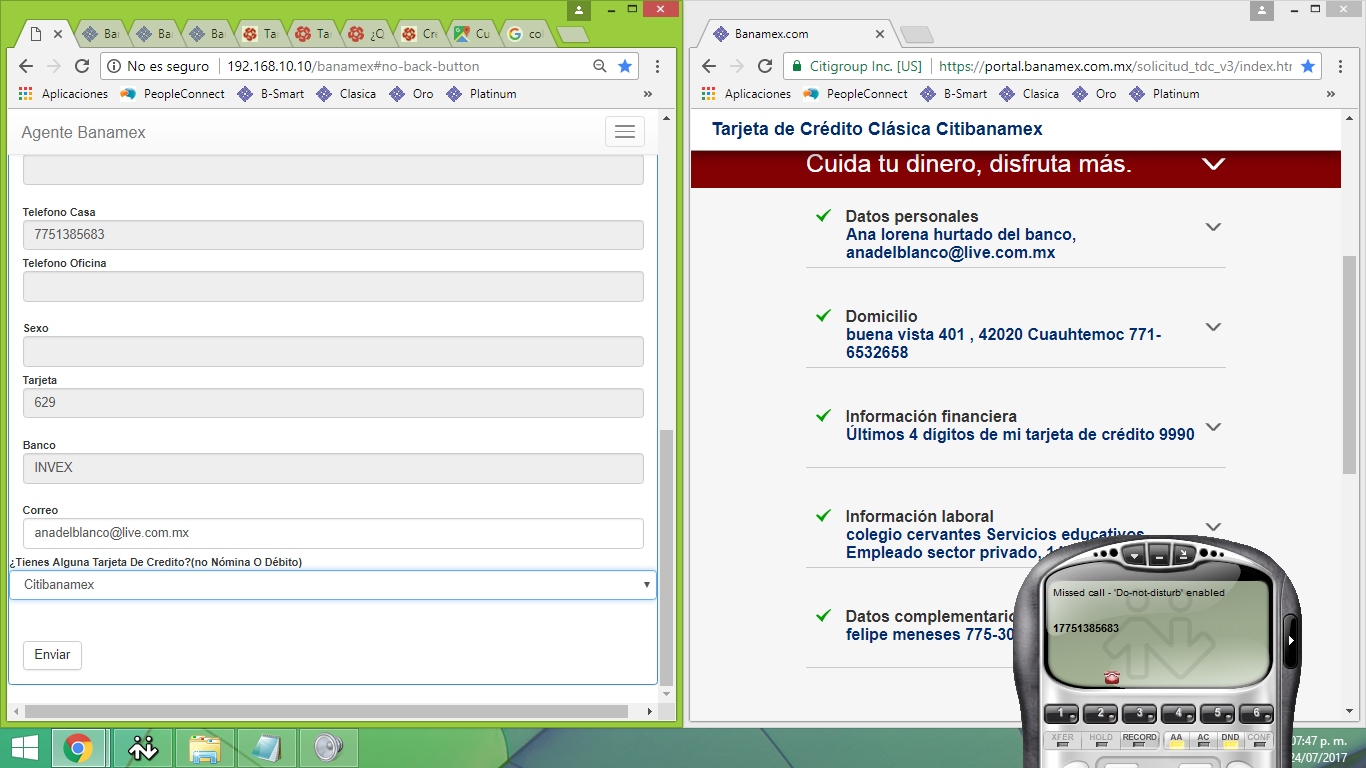 Ba
Ba
Ba
Ta
Ta
¿C
Cr
Cu
co
No es seguro
192.168.10.10/banamex#no-back-button
Aplicaciones
PeopleConnect
B-Smart
Clasica
Oro
Platinum
»
Agente Banamex
Telefono Casa
7751385683
Telefono Oficina
Sexo
Tarjeta
629
Banco
INVEX
Correo
anadelblanco@live.com.mx
¿Tienes Alguna Tarjeta De Credito?(no Nómina O Débito)
Citibanamex
Enviar
Banamex.com
Citigroup Inc. [US]
https://portal.banamex.com.mx/solicitud_tdc_v3/index.htm
Aplicaciones
PeopleConnect
B-Smart
Clasica
Oro
Platinum
»
Tarjeta de Crédito Clásica Citibanamex
Cuida tu dinero, disfruta más.
Datos personales
Ana lorena hurtado del banco,
anadelblanco@live.com.mx
Domicilio
buena vista 401 , 42020 Cuauhtemoc 771-
6532658
Información financiera
Últimos 4 dígitos de mi tarjeta de crédito 9990
Información laboral
colegio cervantes Servicios educativos
Empleado sector privado,
Datos complementario
felipe meneses 775-30
Missed call - 'Do-not-disturb' enabled
17751385683
1
2
3
4
5
6
XFER
HOLD
RECORD
AA
AC
DND
CONF
07:47 p. m.
24/07/2017